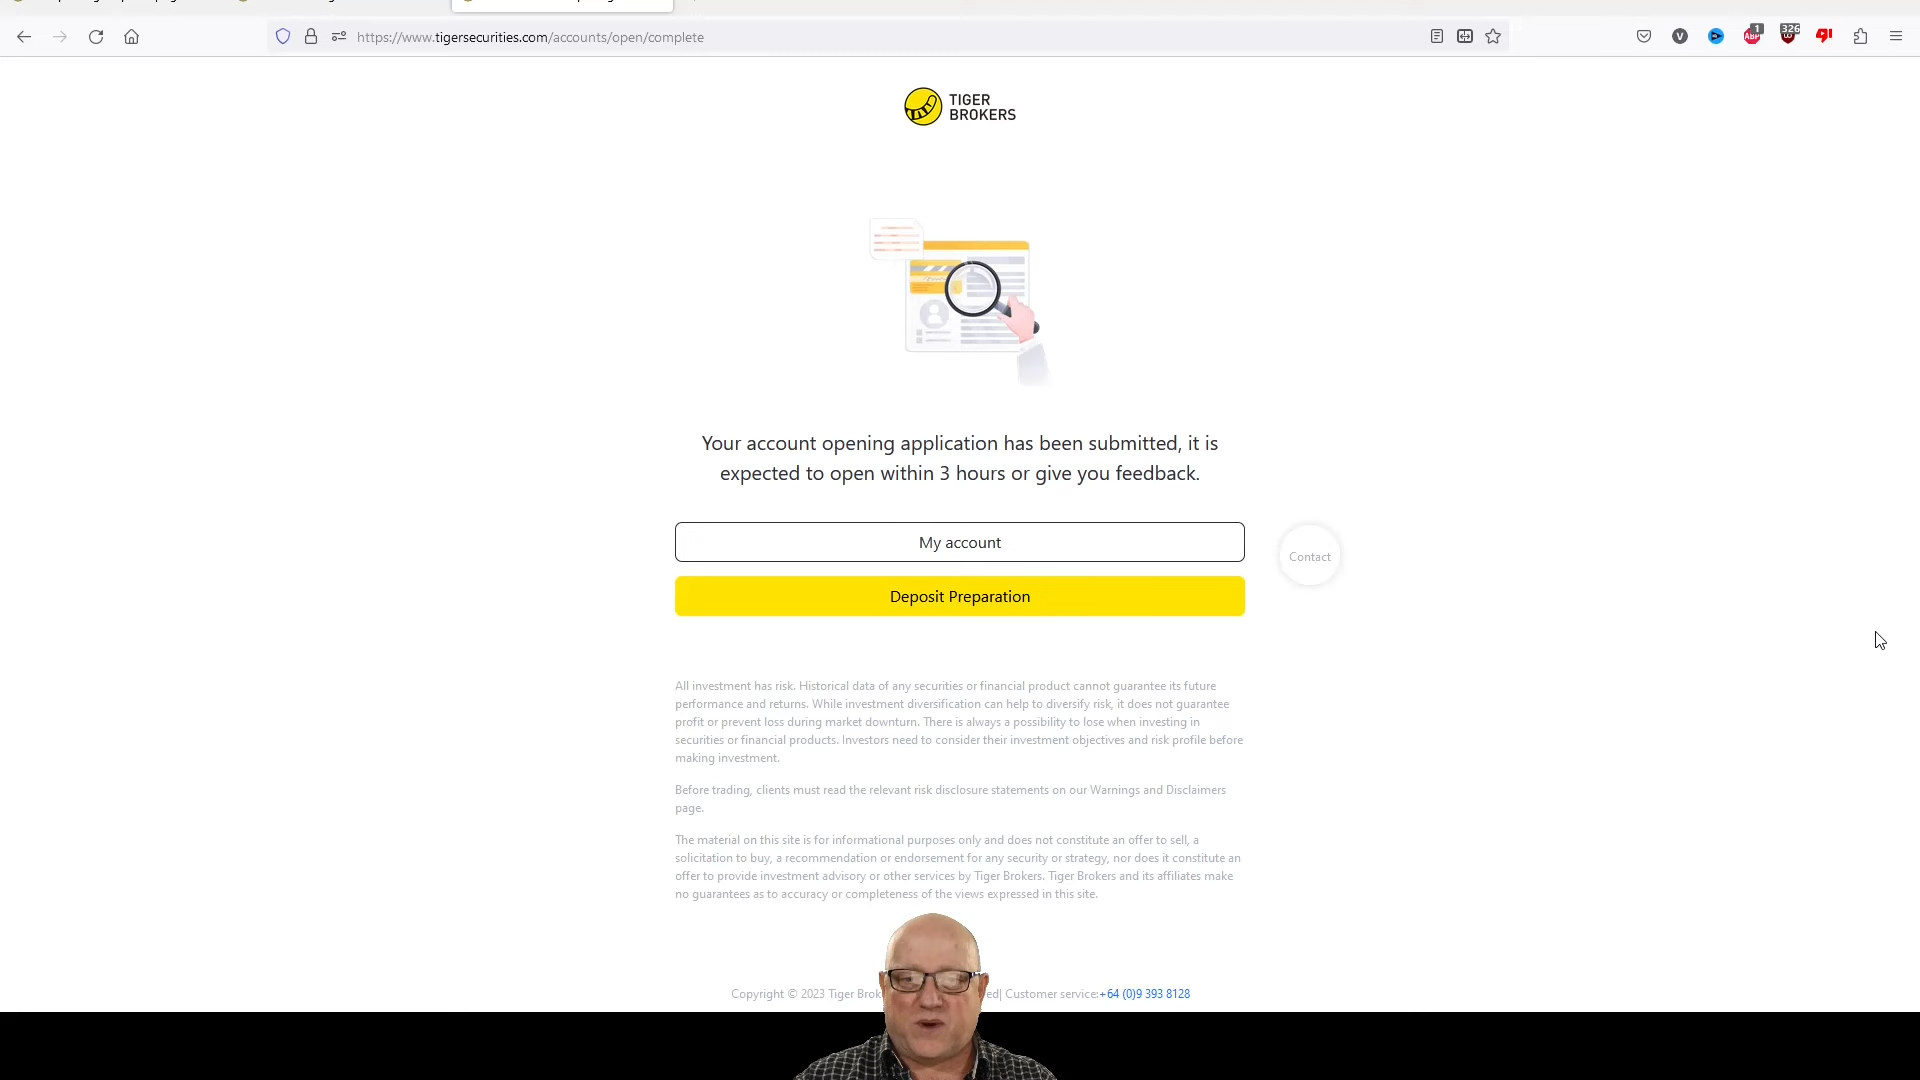 https://www.tigersecurities.com/accounts/open/complete
1
326
V
ABP
TIGER
BROKERS
Your account opening application has been submitted, it is
expected to open within 3 hours or give you feedback.
My account
Contact
Deposit Preparation
All investment has risk. Historical data of any securities or financial product cannot guarantee its future
performance and returns. While investment diversification can help to diversify risk, it does not guarantee
profit or prevent loss during market downturn. There is always a possibility to lose when investing in
securities or financial products. Investors need to consider their investment objectives and risk profile before
making investment.
Before trading, clients must read the relevant risk disclosure statements on our Warnings and Disclaimers
page.
The material on this site is for informational purposes only and does not constitute an offer to sell, a
solicitation to buy, a recommendation or endorsement for any security or strategy, nor does it constitute an
offer to provide investment advisory or other services by Tiger Brokers. Tiger Brokers and its affiliates make
no guarantees as to accuracy or completeness of the views expressed in this site.
Copyright © 2023 Tiger Brok ed| Customer service:+64 (0)9 393 8128